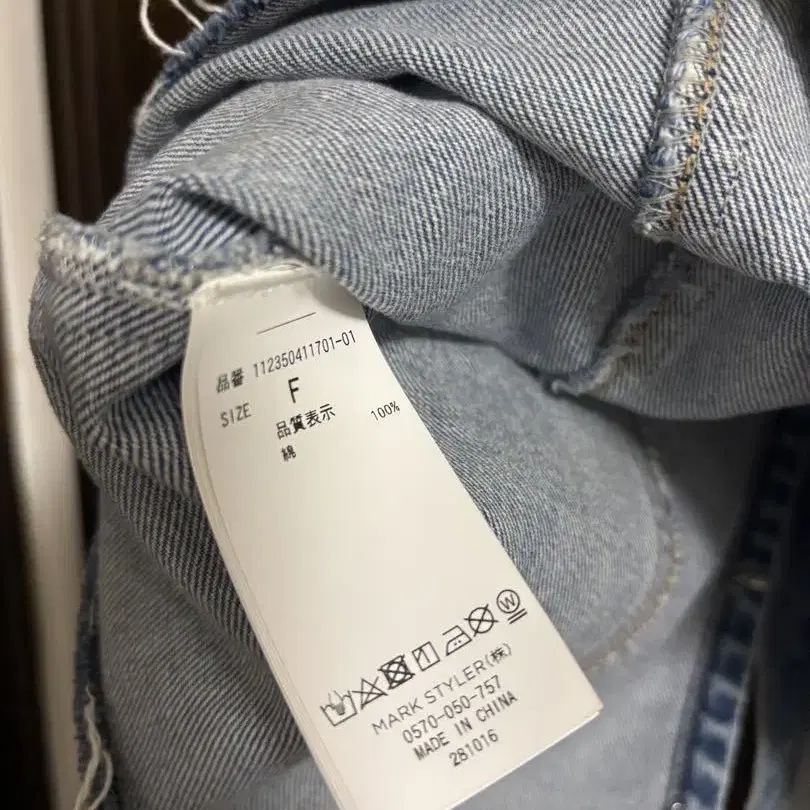 品番 112350411701-01
SIZE F
品質表示
綿 100%
W
MARK STYLER(株)
0570-050-757
MADE IN CHINA
281016